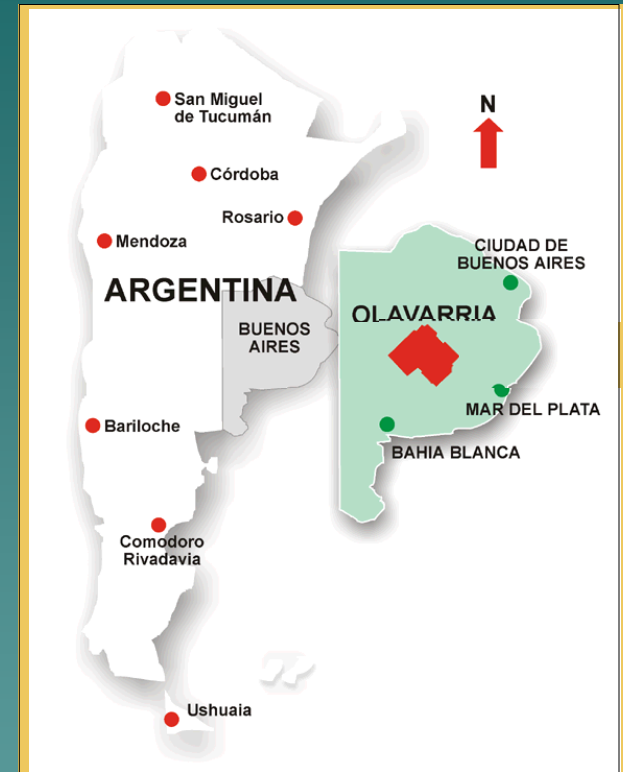 San Miguel
de Tucumán
N
Córdoba
Rosario
Mendoza
CIUDAD DE
BUENOS AIRES
ARGENTINA
OLAVARRIA
BUENOS
AIRES
MAR DEL PLATA
Bariloche
BAHIA BLANCA
Comodoro
Rivadavia
Ushuaia